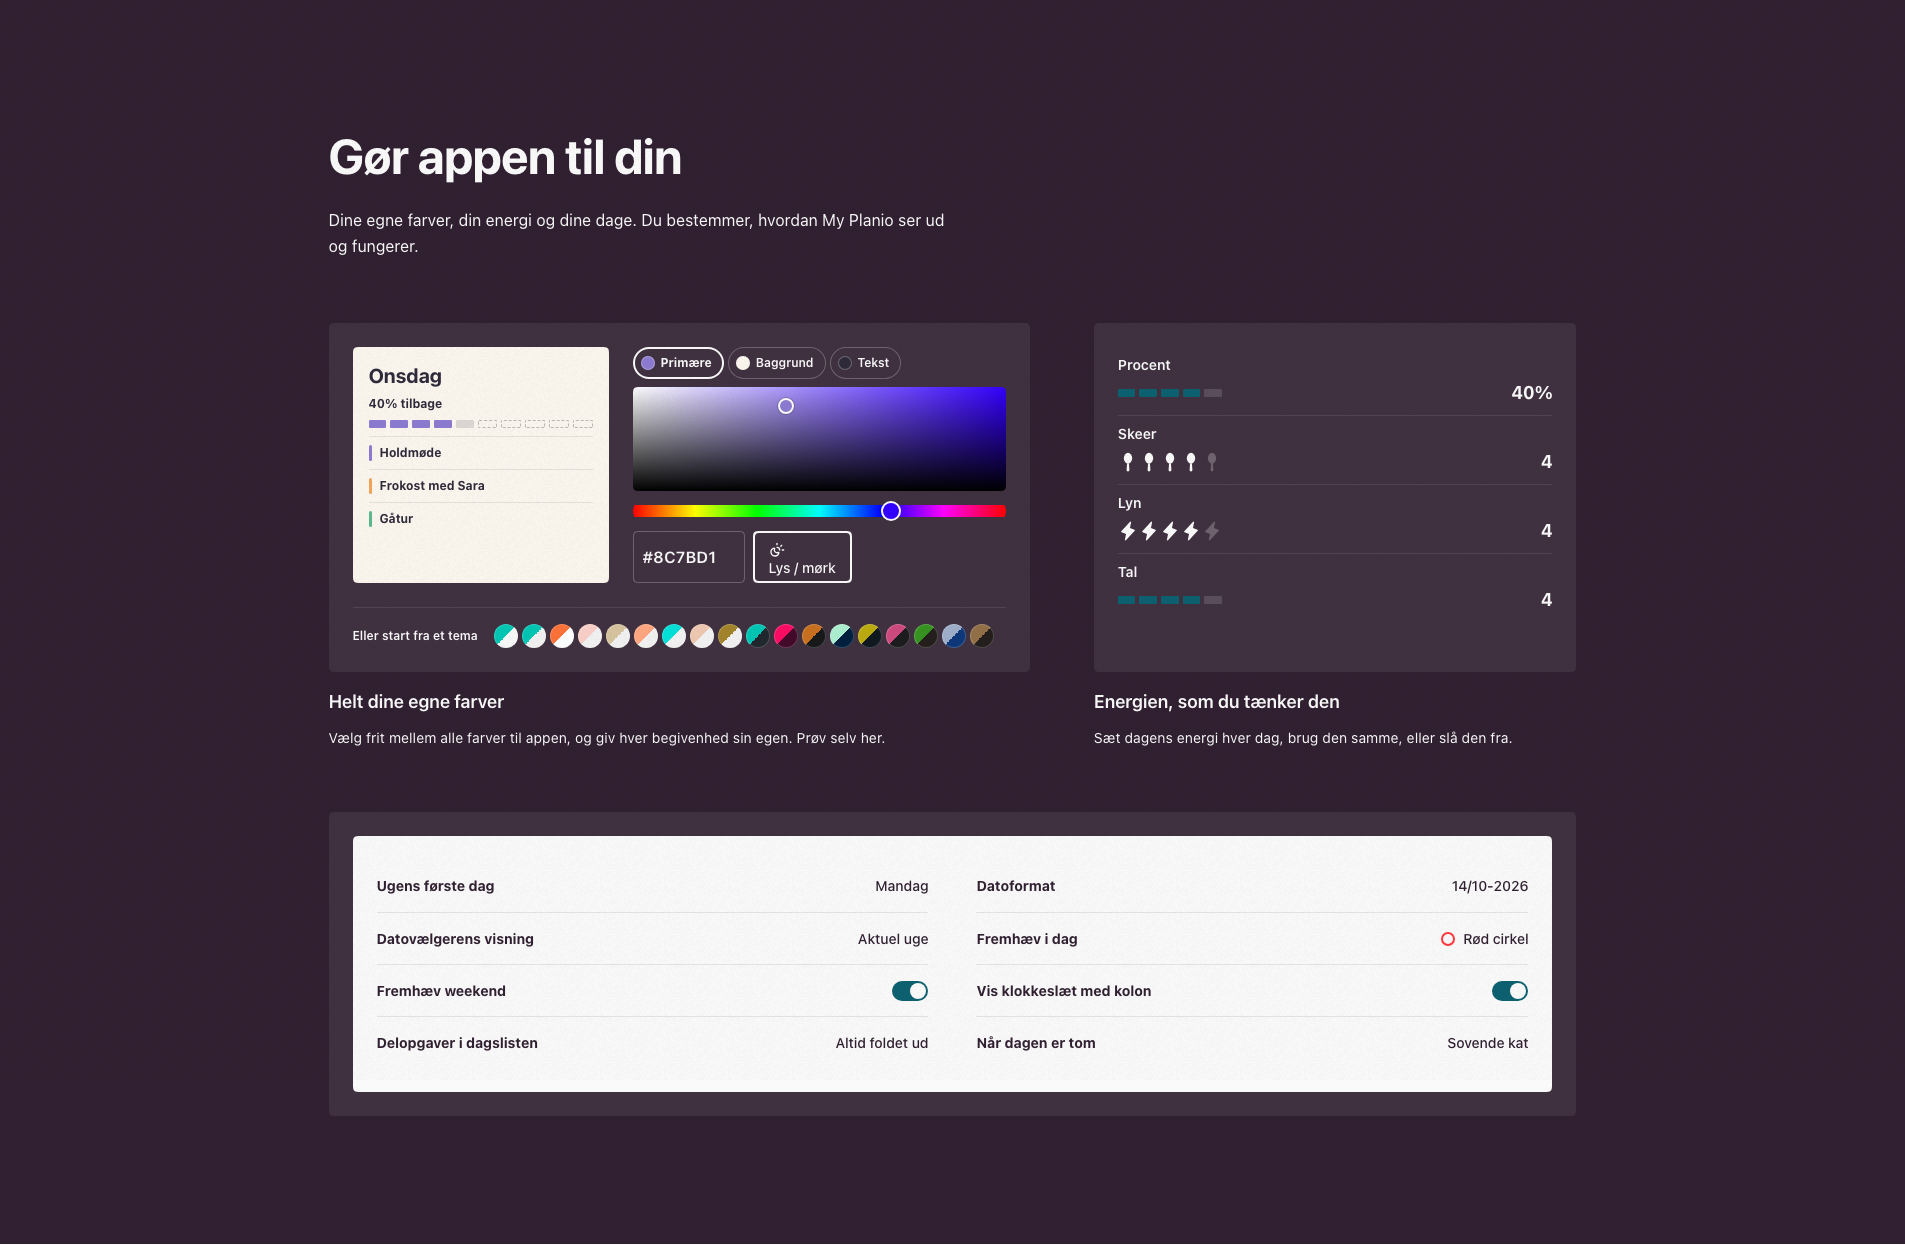 Gør appen til din
Dine egne farver, din energi og dine dage. Du bestemmer, hvordan My Planio ser ud
og fungerer.
Onsdag
40% tilbage
Holdmøde
Frokost med Sara
Gåtur
Primære
Baggrund
Tekst
#8C7BD1
Lys / mørk
Eller start fra et tema
Procent
40%
Skeer
4
Lyn
4
Tal
4
Helt dine egne farver
Vælg frit mellem alle farver til appen, og giv hver begivenhed sin egen. Prøv selv her.
Energien, som du tænker den
Sæt dagens energi hver dag, brug den samme, eller slå den fra.
Ugens første dag
Mandag
Datoformat
14/10-2026
Datovælgerens visning
Aktuel uge
Fremhæv i dag
Rød cirkel
Fremhæv weekend
Vis klokkeslæt med kolon
Delopgaver i dagslisten
Altid foldet ud
Når dagen er tom
Sovende kat